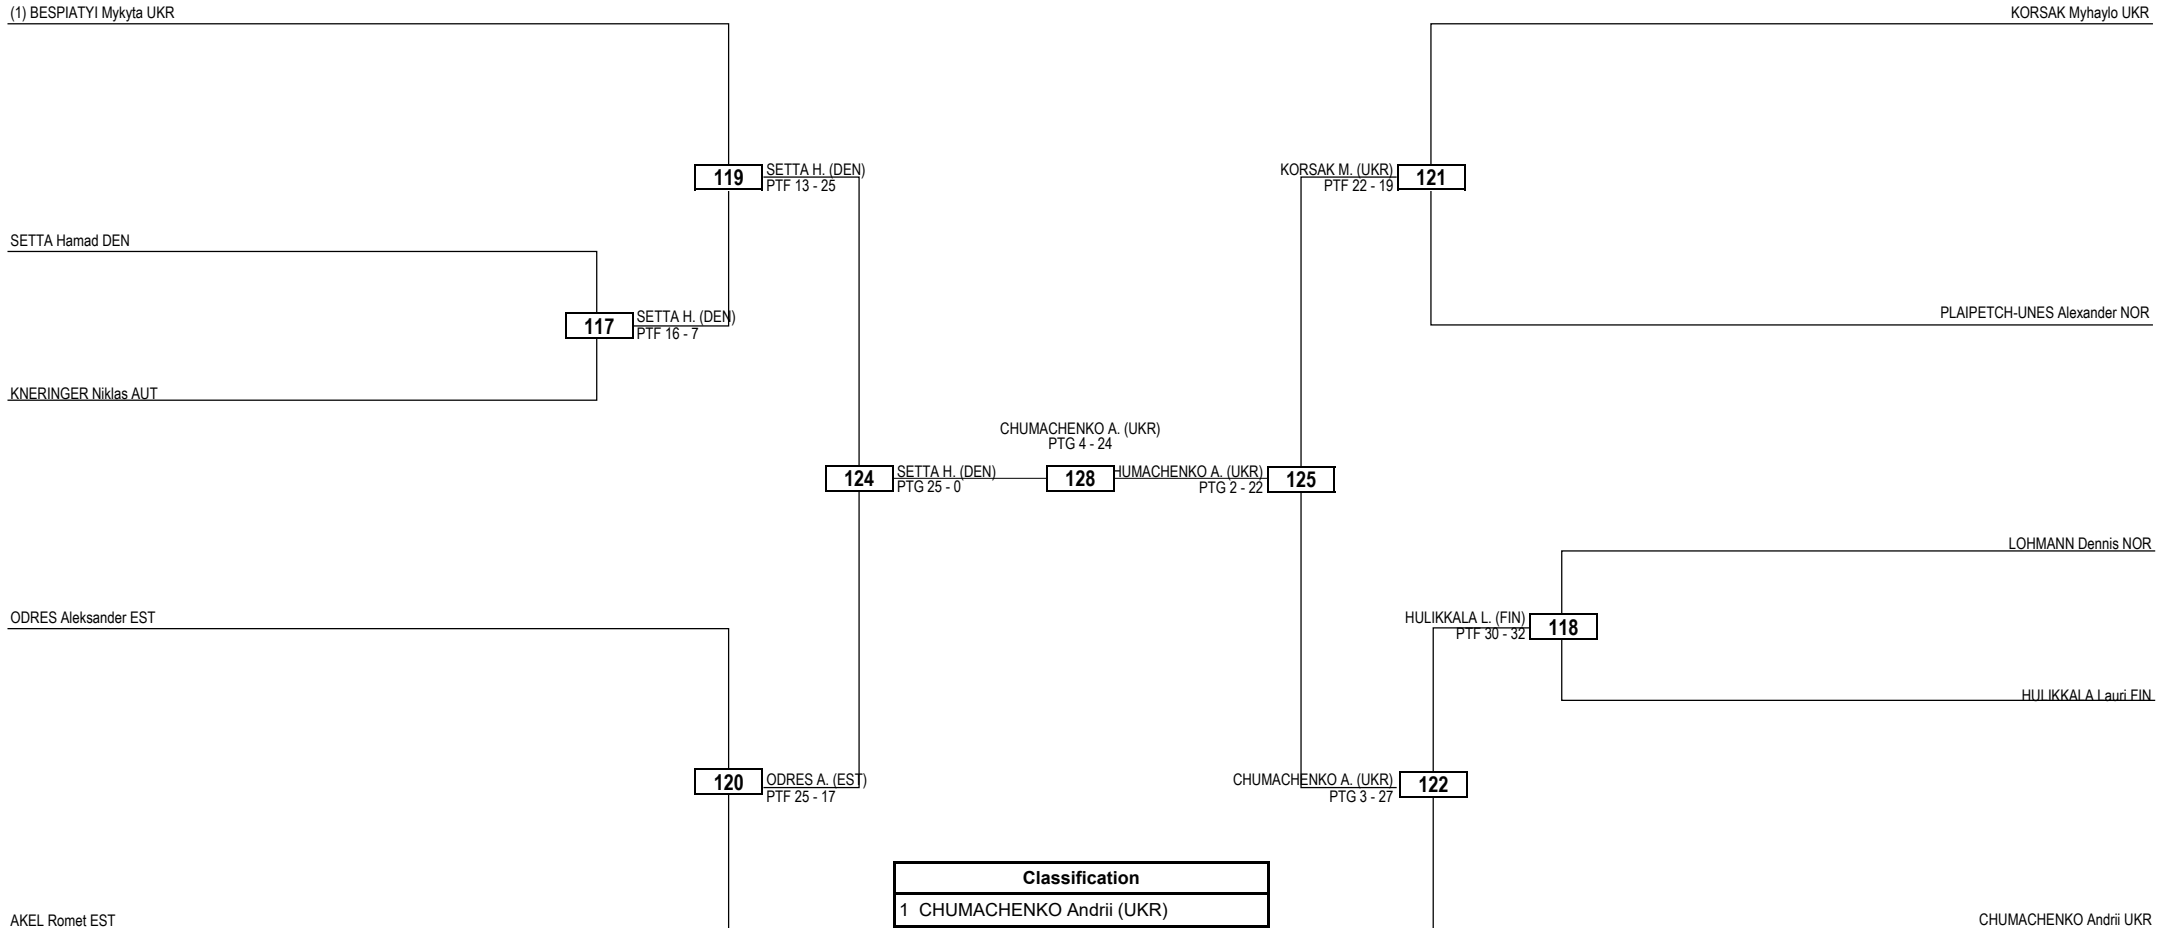 (1) BESPIATYI Mykyta UKR
KORSAK Myhaylo UKR
119
SETTA H. (DEN)
PTF 13 - 25
KORSAK M. (UKR)
PTF 22 - 19
121
SETTA Hamad DEN
117
SETTA H. (DEN)
PTF 16 - 7
PLAIPETCH-UNES Alexander NOR
KNERINGER Niklas AUT
CHUMACHENKO A. (UKR)
PTG 4 - 24
124
SETTA H. (DEN)
PTG 25 - 0
128
HUMACHENKO A. (UKR)
PTG 2 - 22
125
LOHMANN Dennis NOR
ODRES Aleksander EST
HULIKKALA L. (FIN)
PTF 30 - 32
118
HULIKKALA Lauri FIN
120
ODRES A. (EST)
PTF 25 - 17
CHUMACHENKO A. (UKR)
PTG 3 - 27
122
Classification
1 CHUMACHENKO Andrii (UKR)
AKEL Romet EST
CHUMACHENKO Andrii UKR